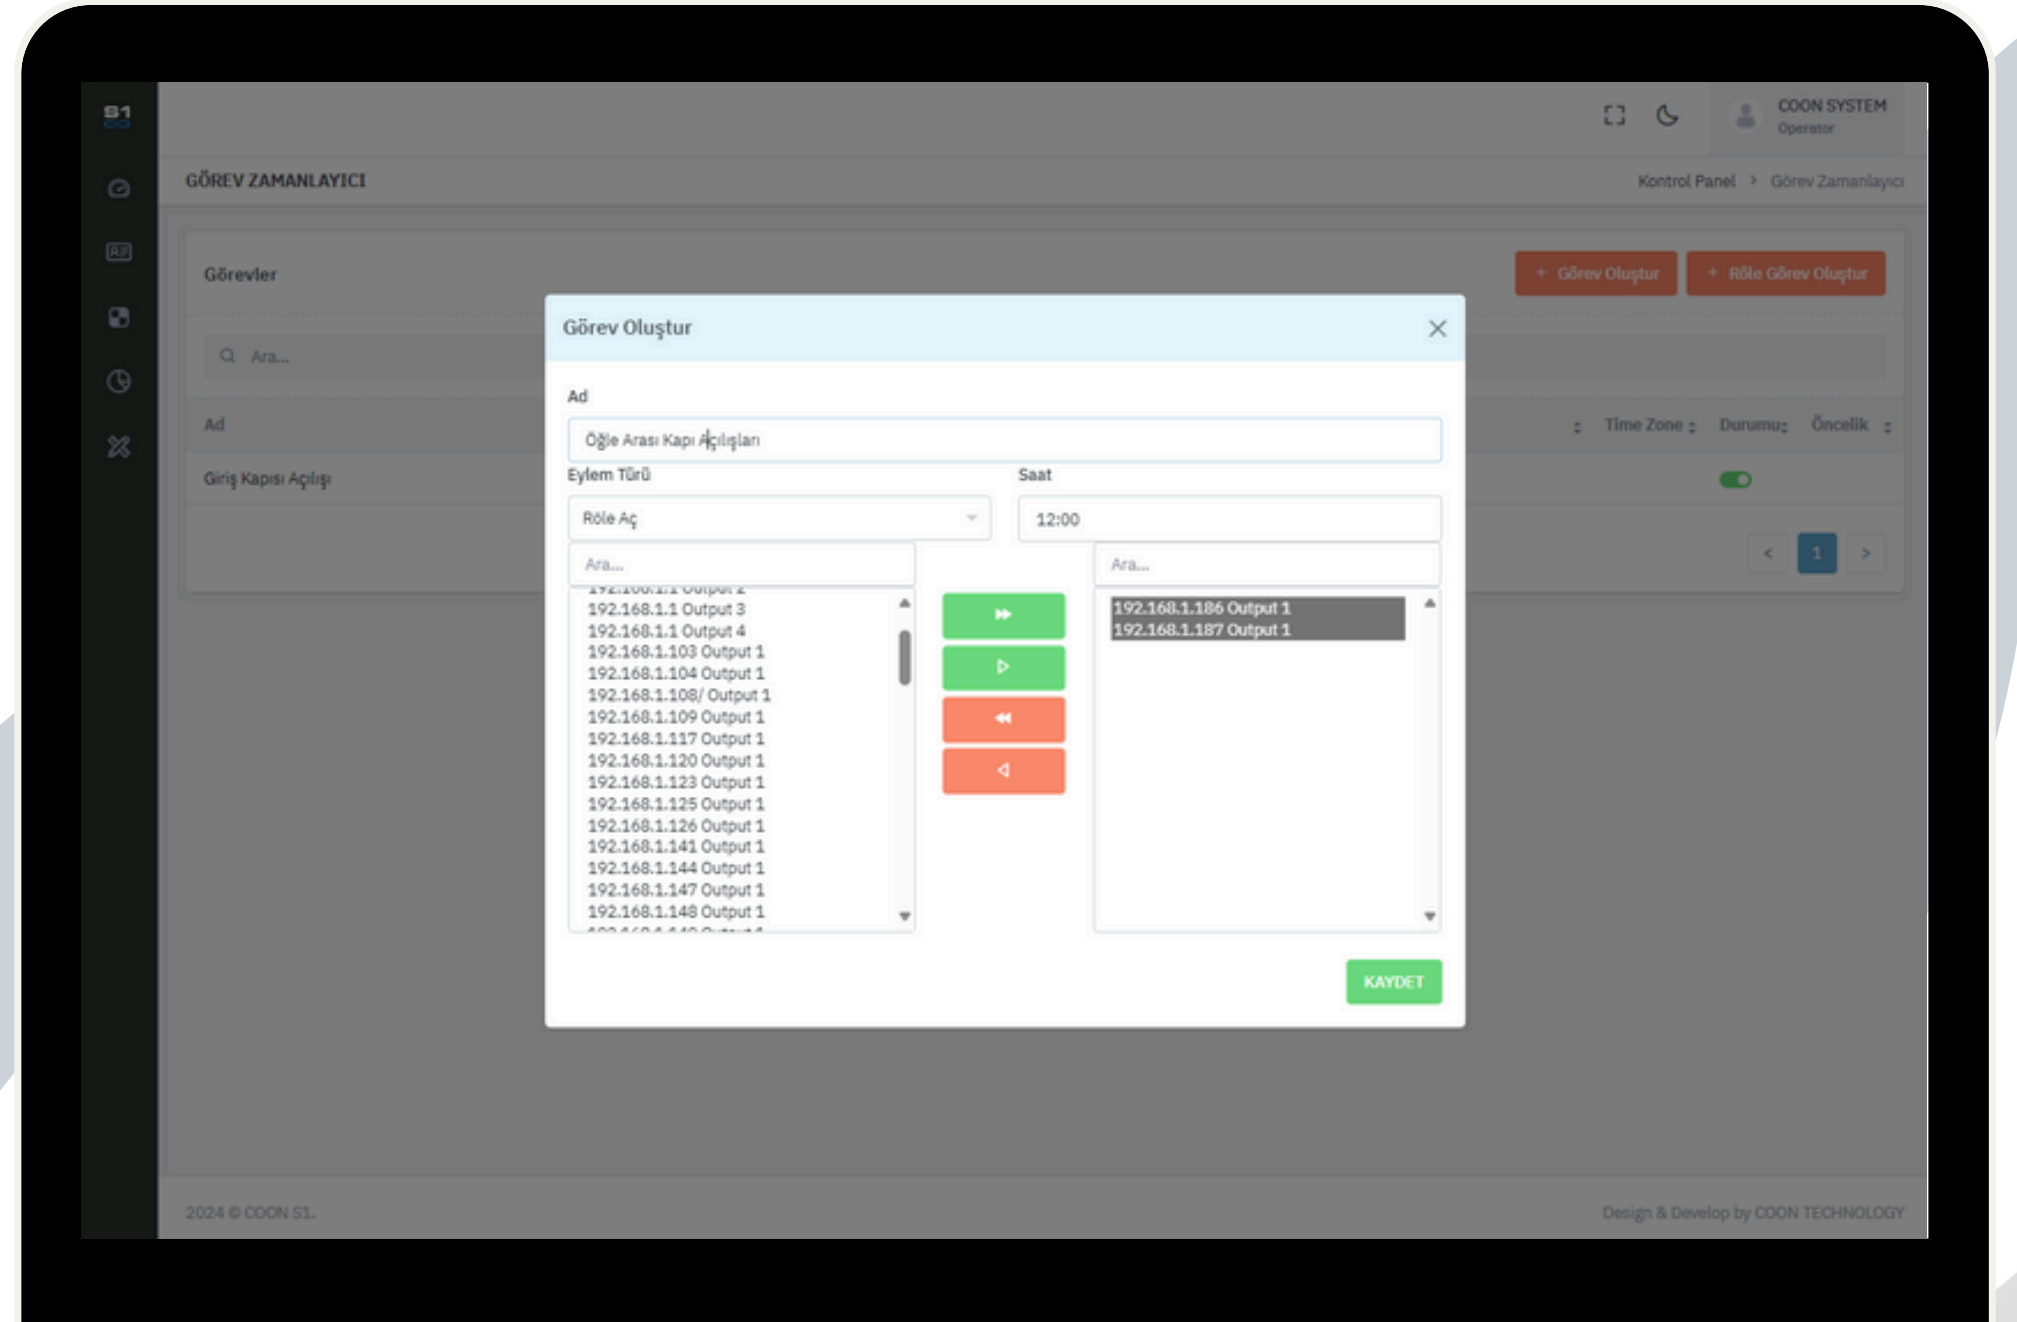 S1
COON SYSTEM
Operator
GÖREV ZAMANLAYICI
Kontrol Panel > Görev Zamanlayıcı
Görevler
+ Görev Oluştur
+ Röle Görev Oluştur
Ara...
Ad
Time Zone
Durumu
Öncelik
Giriş Kapısı Açılışı
< 1 >
Görev Oluştur
Ad
Öğle Arası Kapı Açılışları
Eylem Türü
Saat
Röle Aç
12:00
Ara...
Ara...
192.168.1.1 Output 2
192.168.1.1 Output 3
192.168.1.1 Output 4
192.168.1.103 Output 1
192.168.1.104 Output 1
192.168.1.108/ Output 1
192.168.1.109 Output 1
192.168.1.117 Output 1
192.168.1.120 Output 1
192.168.1.123 Output 1
192.168.1.125 Output 1
192.168.1.126 Output 1
192.168.1.141 Output 1
192.168.1.144 Output 1
192.168.1.147 Output 1
192.168.1.148 Output 1
192.168.1.186 Output 1
192.168.1.187 Output 1
KAYDET
2024 © COON S1.
Design & Develop by COON TECHNOLOGY